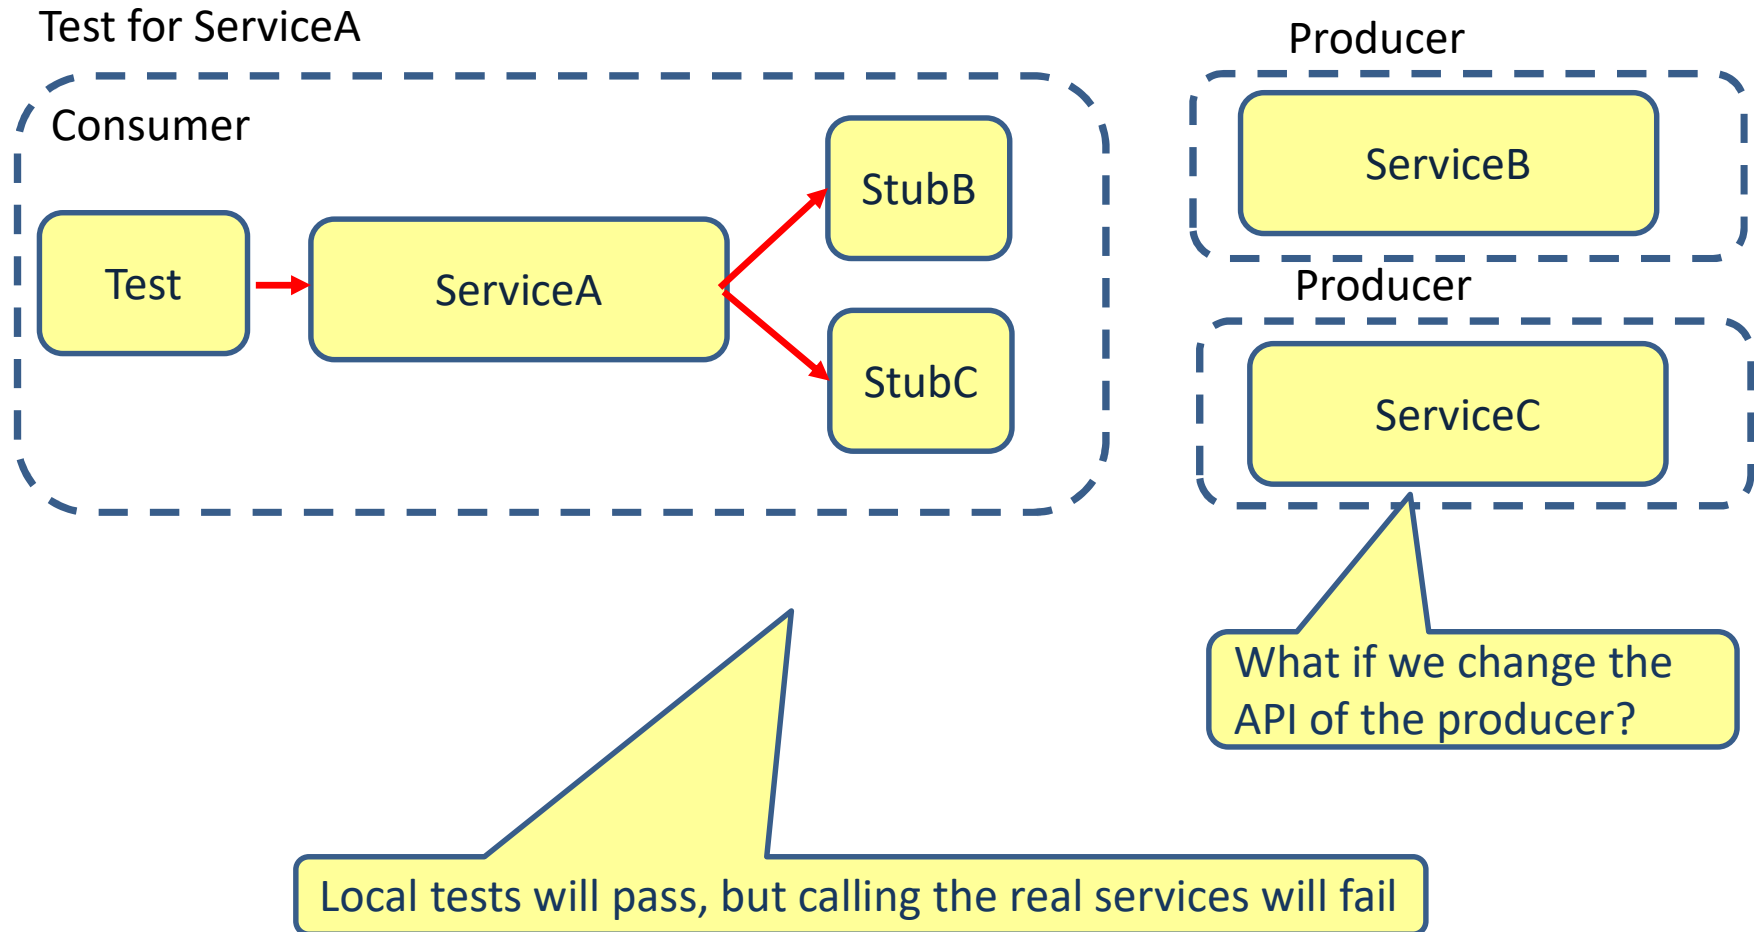 Test for ServiceA
Consumer
Test
ServiceA
StubB
StubC
Producer
ServiceB
Producer
ServiceC
What if we change the
API of the producer?
Local tests will pass, but calling the real services will fail